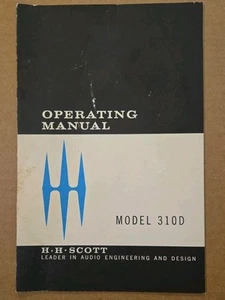 OPERATING
MANUAL
MODEL 310D
H·H·SCOTT
LEADER IN AUDIO ENGINEERING AND DESIGN